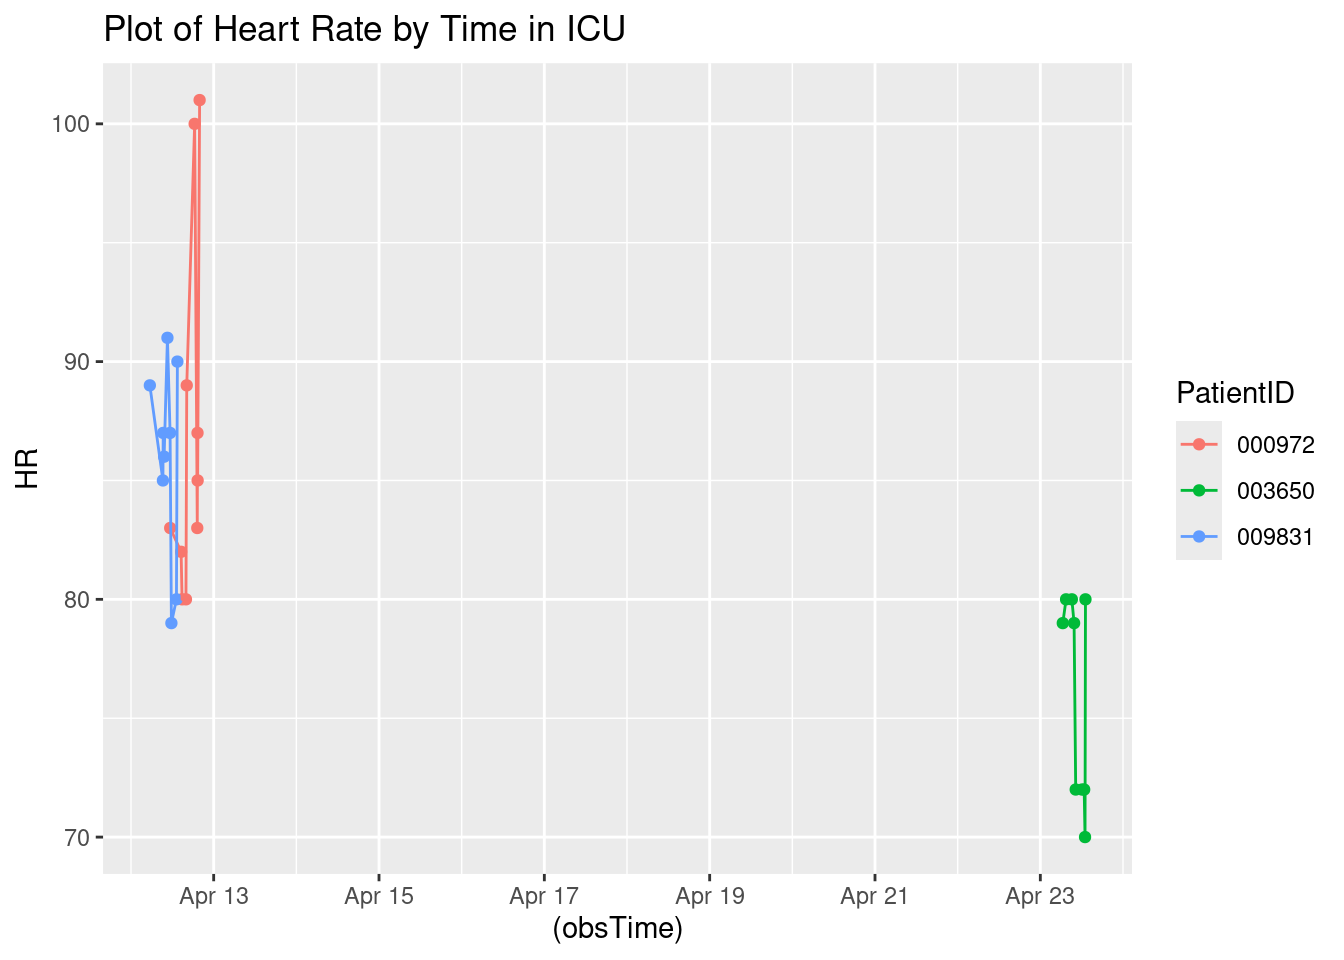 Plot of Heart Rate by Time in ICU
100
90
80
70
HR
Apr 13
Apr 15
Apr 17
Apr 19
Apr 21
Apr 23
(obsTime)
PatientID
000972
003650
009831